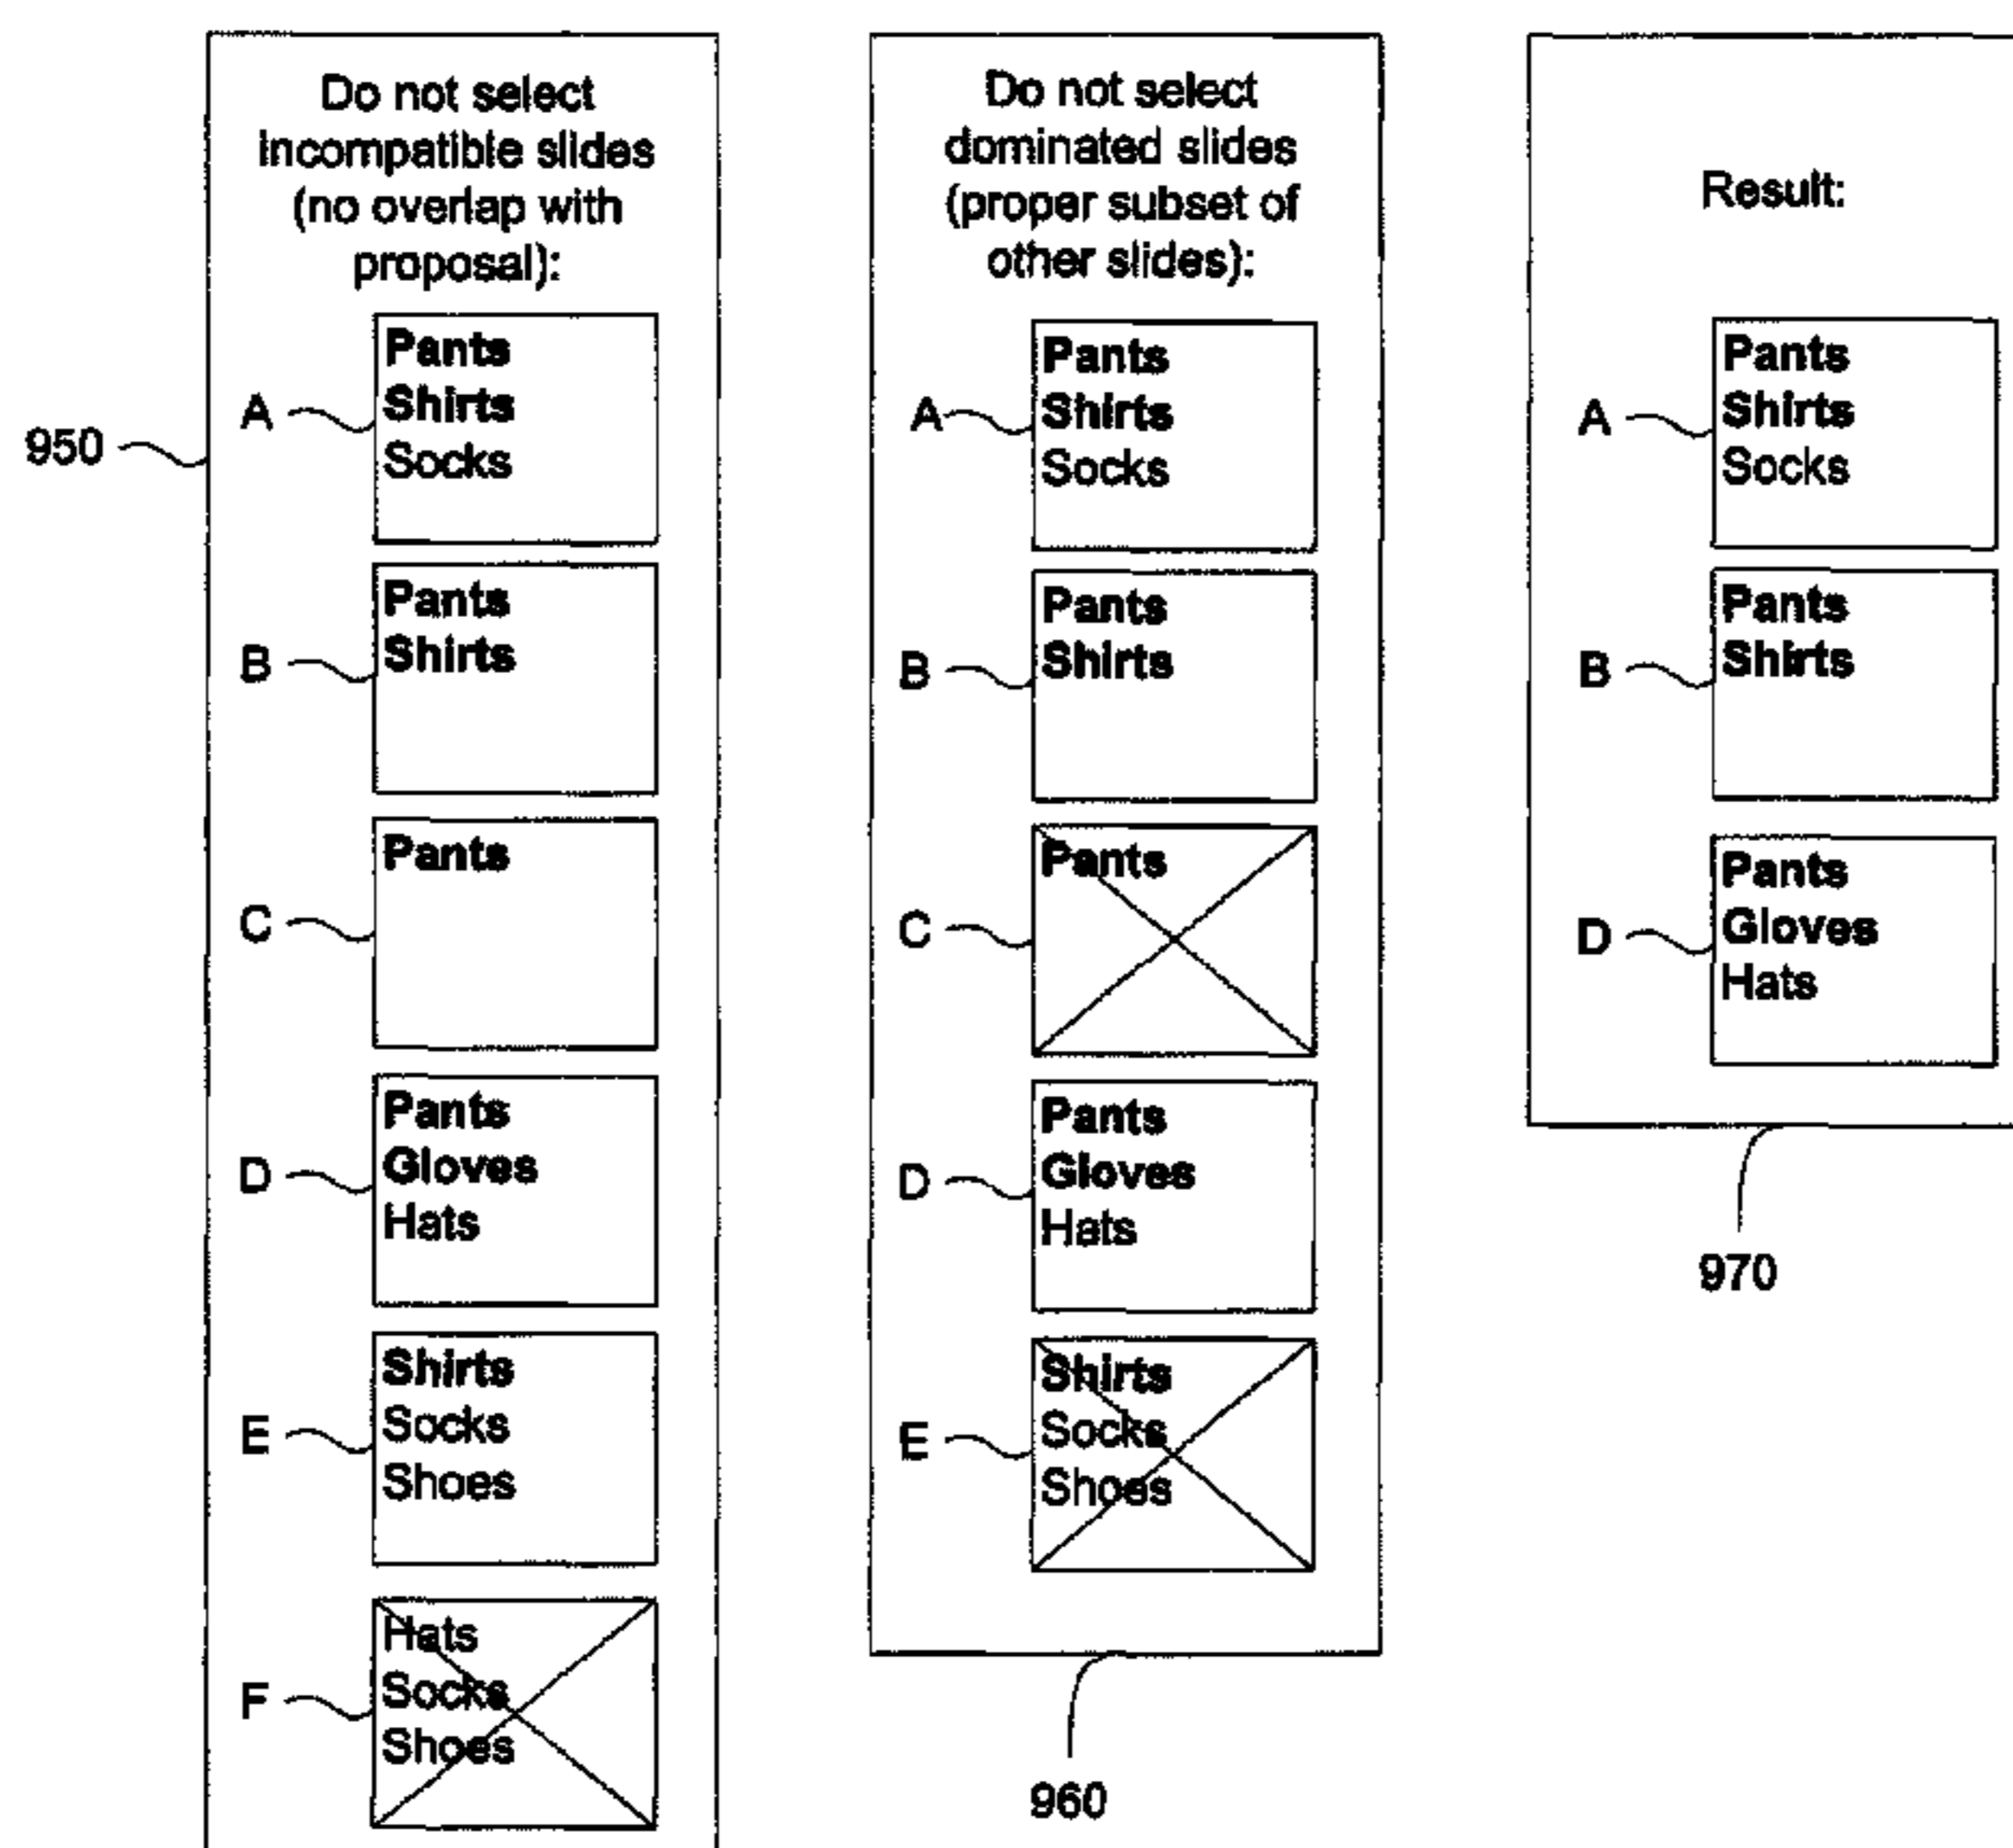 Do not select
incompatible slides
(no overlap with
proposal):
950
A
Pants
Shirts
Socks
B
Pants
Shirts
C
Pants
D
Pants
Gloves
Hats
E
Shirts
Socks
Shoes
F
Hats
Socks
Shoes
Do not select
dominated slides
(proper subset of
other slides):
A
Pants
Shirts
Socks
B
Pants
Shirts
C
Pants
D
Pants
Gloves
Hats
E
Shirts
Socks
Shoes
960
Result:
A
Pants
Shirts
Socks
B
Pants
Shirts
D
Pants
Gloves
Hats
970